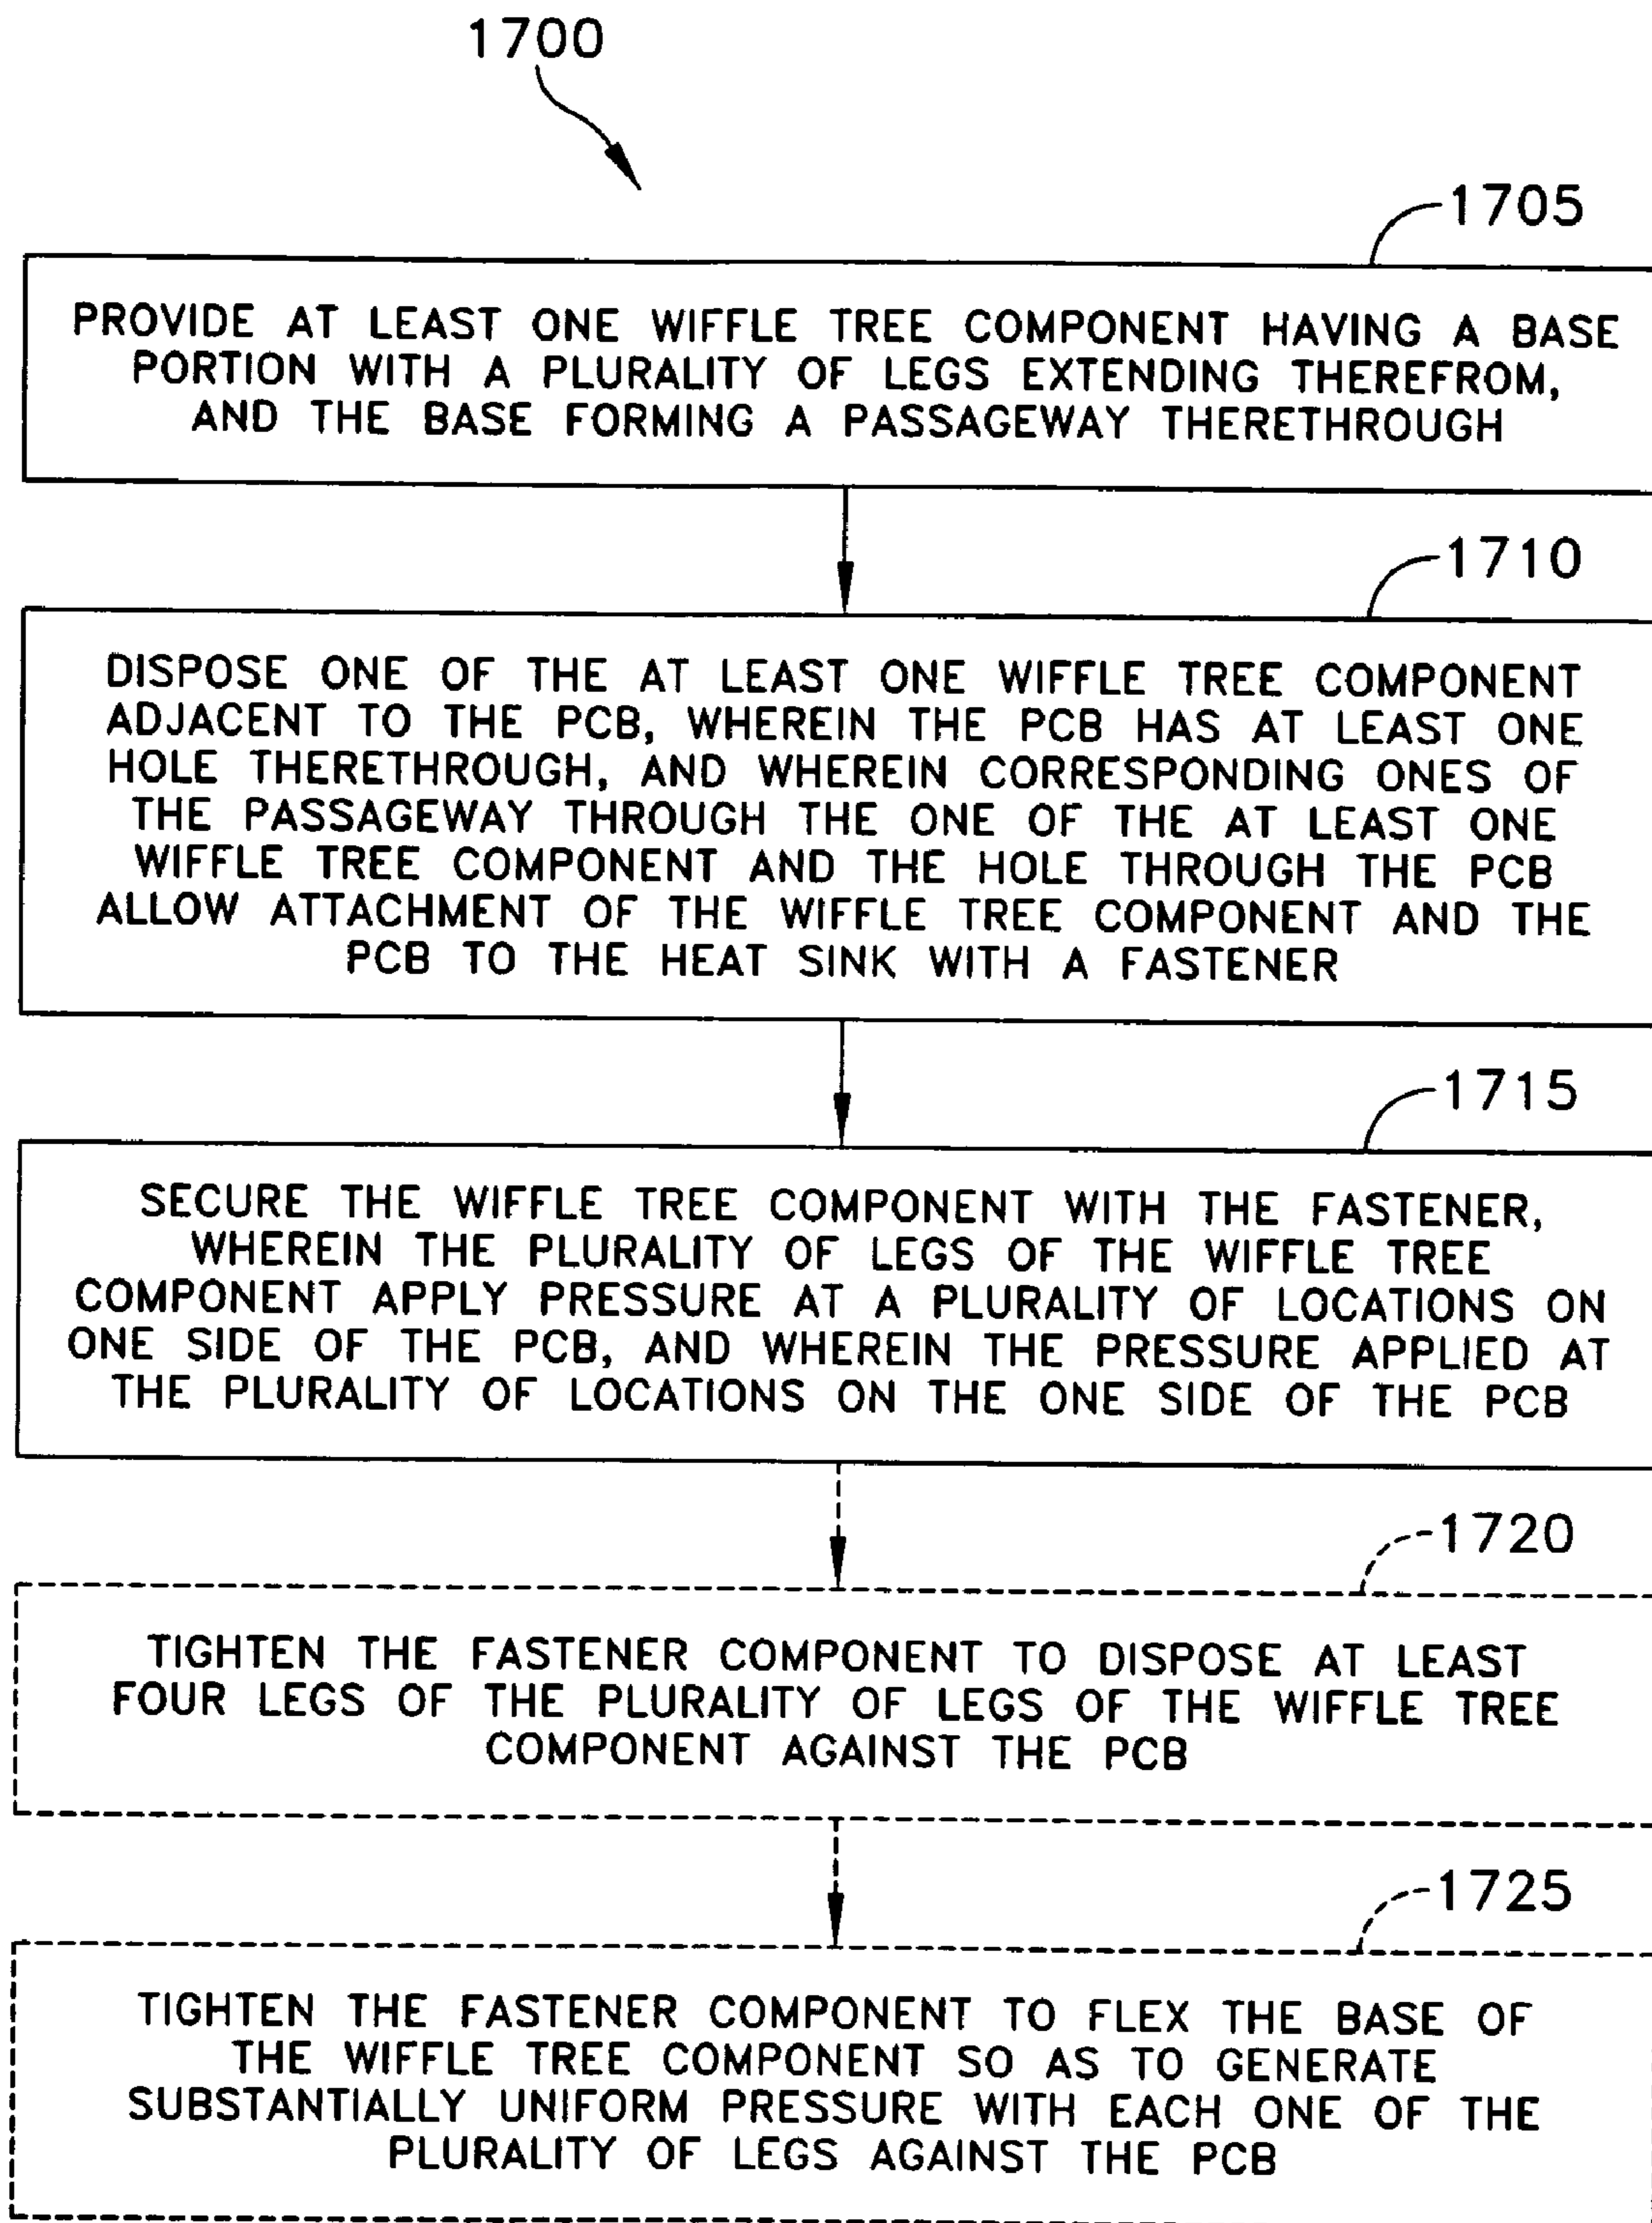 1700
1705
PROVIDE AT LEAST ONE WIFFLE TREE COMPONENT HAVING A BASE
PORTION WITH A PLURALITY OF LEGS EXTENDING THEREFROM,
AND THE BASE FORMING A PASSAGEWAY THERETHROUGH
1710
DISPOSE ONE OF THE AT LEAST ONE WIFFLE TREE COMPONENT
ADJACENT TO THE PCB, WHEREIN THE PCB HAS AT LEAST ONE
HOLE THERETHROUGH, AND WHEREIN CORRESPONDING ONES OF
THE PASSAGEWAY THROUGH THE ONE OF THE AT LEAST ONE
WIFFLE TREE COMPONENT AND THE HOLE THROUGH THE PCB
ALLOW ATTACHMENT OF THE WIFFLE TREE COMPONENT AND THE
PCB TO THE HEAT SINK WITH A FASTENER
1715
SECURE THE WIFFLE TREE COMPONENT WITH THE FASTENER,
WHEREIN THE PLURALITY OF LEGS OF THE WIFFLE TREE
COMPONENT APPLY PRESSURE AT A PLURALITY OF LOCATIONS ON
ONE SIDE OF THE PCB, AND WHEREIN THE PRESSURE APPLIED AT
THE PLURALITY OF LOCATIONS ON THE ONE SIDE OF THE PCB
1720
TIGHTEN THE FASTENER COMPONENT TO DISPOSE AT LEAST
FOUR LEGS OF THE PLURALITY OF LEGS OF THE WIFFLE TREE
COMPONENT AGAINST THE PCB
1725
TIGHTEN THE FASTENER COMPONENT TO FLEX THE BASE OF
THE WIFFLE TREE COMPONENT SO AS TO GENERATE
SUBSTANTIALLY UNIFORM PRESSURE WITH EACH ONE OF THE
PLURALITY OF LEGS AGAINST THE PCB